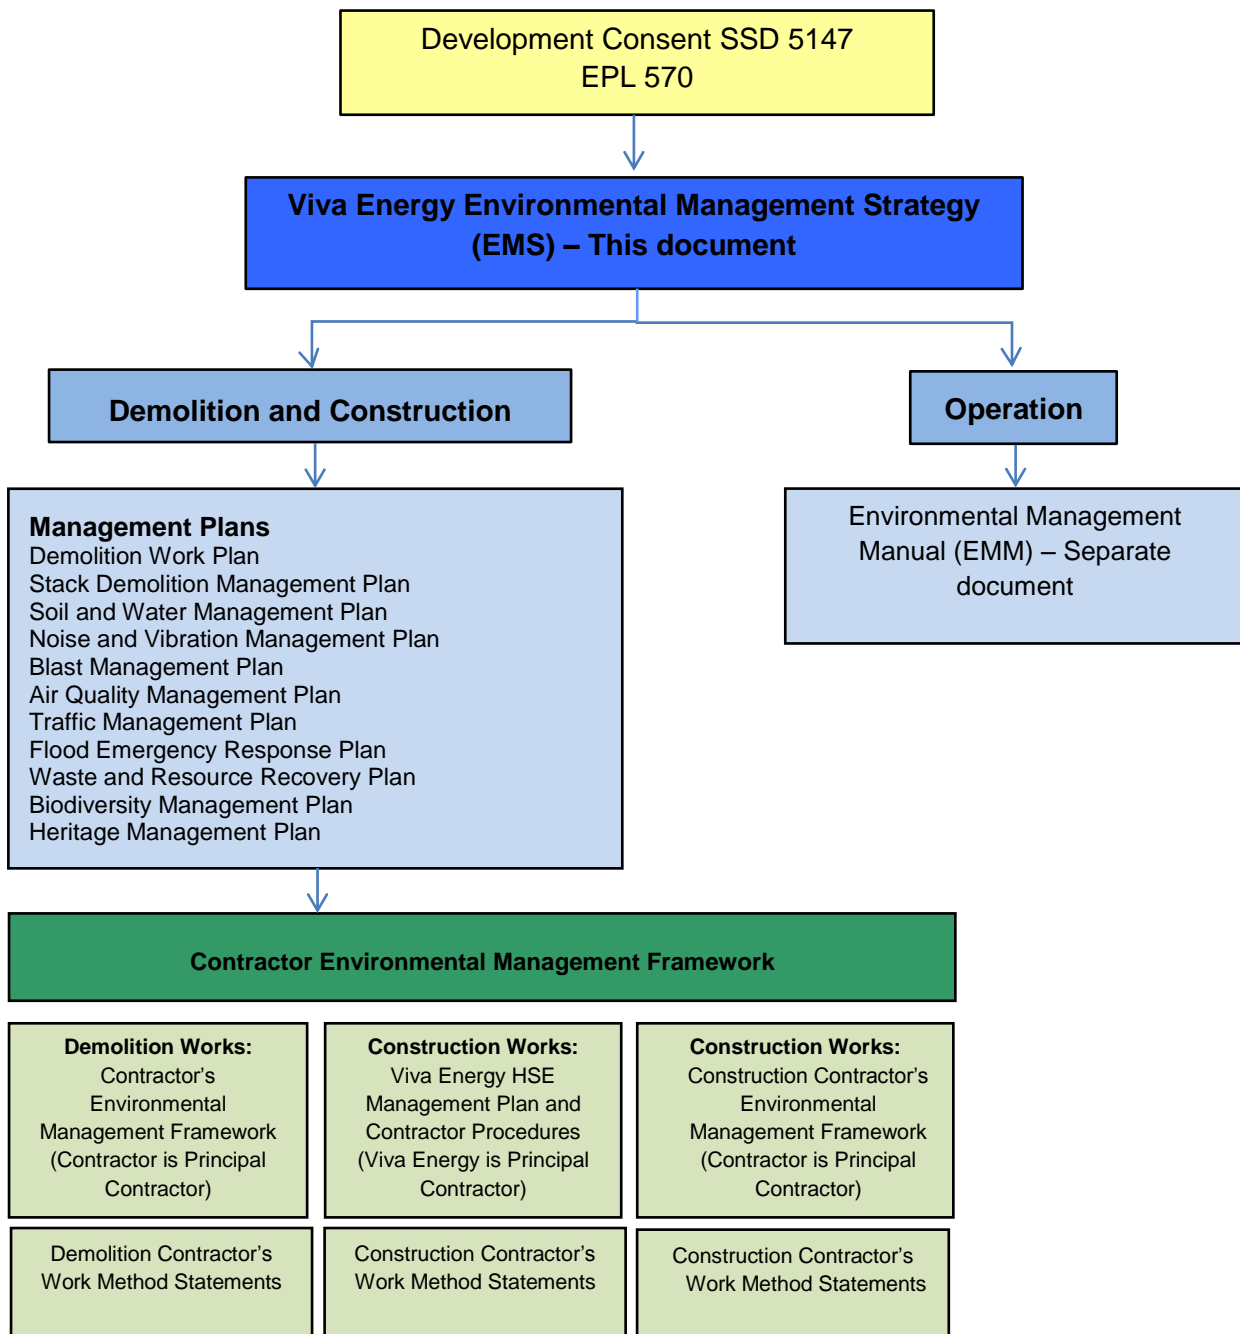 Development Consent SSD 5147
EPL 570
Viva Energy Environmental Management Strategy
(EMS) – This document
Demolition and Construction
Operation
Management Plans
Demolition Work Plan
Stack Demolition Management Plan
Soil and Water Management Plan
Noise and Vibration Management Plan
Blast Management Plan
Air Quality Management Plan
Traffic Management Plan
Flood Emergency Response Plan
Waste and Resource Recovery Plan
Biodiversity Management Plan
Heritage Management Plan
Environmental Management
Manual (EMM) – Separate
document
Contractor Environmental Management Framework
Demolition Works:
Contractor's
Environmental
Management Framework
(Contractor is Principal
Contractor)
Construction Works:
Viva Energy HSE
Management Plan and
Contractor Procedures
(Viva Energy is Principal
Contractor)
Construction Works:
Construction Contractor's
Environmental
Management Framework
(Contractor is Principal
Contractor)
Demolition Contractor's
Work Method Statements
Construction Contractor's
Work Method Statements
Construction Contractor's
Work Method Statements